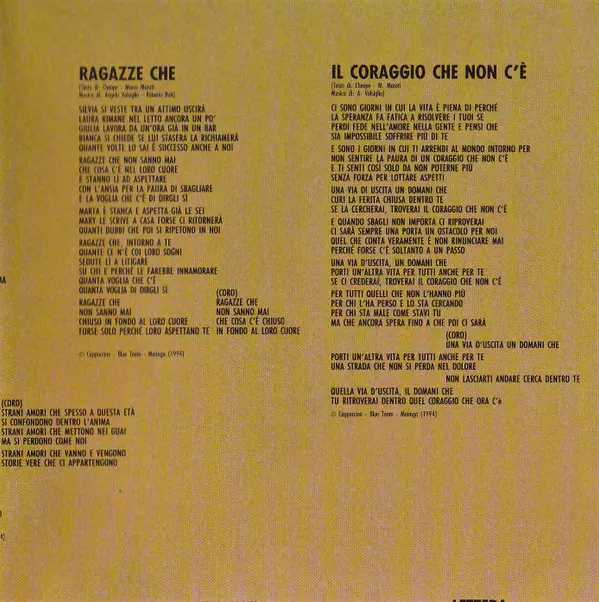 RAGAZZE CHE
(Testo di: Cheope - Marco Marati
Musica di: Angelo Valsiglio - Roberto Buti)
SILVIA SI VESTE TRA UN ATTIMO USCIRÀ
LAURA RIMANE NEL LETTO ANCORA UN PO'
GIULIA LAVORA DA UN'ORA GIÀ IN UN BAR
BIANCA SI CHIEDE SE LUI STASERA LA RICHIAMERÀ
QUANTE VOLTE LO SAI È SUCCESSO ANCHE A NOI
RAGAZZE CHE NON SANNO MAI
CHE COSA C'È NEL LORO CUORE
E STANNO LÌ AD ASPETTARE
CON L'ANSIA PER LA PAURA DI SBAGLIARE
E LA VOGLIA CHE C'È DI DIRGLI SÌ
MARTA È STANCA E ASPETTA GIÀ LE SEI
MARY LE SCRIVE A CASA FORSE CI RITORNERÀ
QUANTI DUBBI CHE POI SI RIPETONO IN NOI
RAGAZZE CHE, INTORNO A TE
QUANTE CE N'È COI LORO SOGNI
SEDUTE LÌ A LITIGARE
SU CHI E PERCHÉ LE FAREBBE INNAMORARE
QUANTA VOGLIA CHE C'È
QUANTA VOGLIA DI DIRGLI SÌ
(CORO)
RAGAZZE CHE RAGAZZE CHE
NON SANNO MAI NON SANNO MAI
CHIUSO IN FONDO AL LORO CUORE CHE COSA C'È CHIUSO
FORSE SOLO PERCHÉ LORO ASPETTANO TE IN FONDO AL LORO CUORE
© Cappuccino - Blue Team - Meringa (1994)
(CORO)
STRANI AMORI CHE SPESSO A QUESTA ETÀ
SI CONFONDONO DENTRO L'ANIMA
STRANI AMORI CHE METTONO NEI GUAI
MA SI PERDONO COME NOI
STRANI AMORI CHE VANNO E VENGONO
STORIE VERE CHE CI APPARTENGONO
IL CORAGGIO CHE NON C'È
(Testo di: Cheope - M. Marati
Musica di: A. Valsiglio)
CI SONO GIORNI IN CUI LA VITA È PIENA DI PERCHÉ
LA SPERANZA FA FATICA A RISOLVERE I TUOI SE
PERDI FEDE NELL'AMORE NELLA GENTE E PENSI CHE
SIA IMPOSSIBILE SOFFRIRE PIÙ DI TE
E SONO I GIORNI IN CUI TI ARRENDI AL MONDO INTORNO PER
NON SENTIRE LA PAURA DI UN CORAGGIO CHE NON C'È
E TI SENTI COSÌ SOLO DA NON POTERNE PIÙ
SENZA FORZA PER LOTTARE ASPETTI
UNA VIA DI USCITA UN DOMANI CHE
CURI LA FERITA CHIUSA DENTRO TE
SE LA CERCHERAI, TROVERAI IL CORAGGIO CHE NON C'È
E QUANDO SBAGLI NON IMPORTA CI RIPROVERAI
CI SARÀ SEMPRE UNA PORTA UN OSTACOLO PER NOI
QUEL CHE CONTA VERAMENTE È NON RINUNCIARE MAI
PERCHÉ FORSE C'È SOLTANTO A UN PASSO
UNA VIA D'USCITA, UN DOMANI CHE
PORTI UN'ALTRA VITA PER TUTTI ANCHE PER TE
SE CI CREDERAI, TROVERAI IL CORAGGIO CHE NON C'È
PER TUTTI QUELLI CHE NON L'HANNO PIÙ
PER CHI L'HA PERSO E LO STA CERCANDO
PER CHI STA MALE COME STAVI TU
MA CHE ANCORA SPERA FINO A CHE POI CI SARÀ
(CORO)
UNA VIA D'USCITA UN DOMANI CHE
PORTI UN'ALTRA VITA PER TUTTI ANCHE PER TE
UNA STRADA CHE NON SI PERDA NEL DOLORE
NON LASCIARTI ANDARE CERCA DENTRO TE
QUELLA VIA D'USCITA, IL DOMANI CHE
TU RITROVERAI DENTRO QUEL CORAGGIO CHE ORA C'è
© Cappuccino - Blue Team - Meringa (1994)